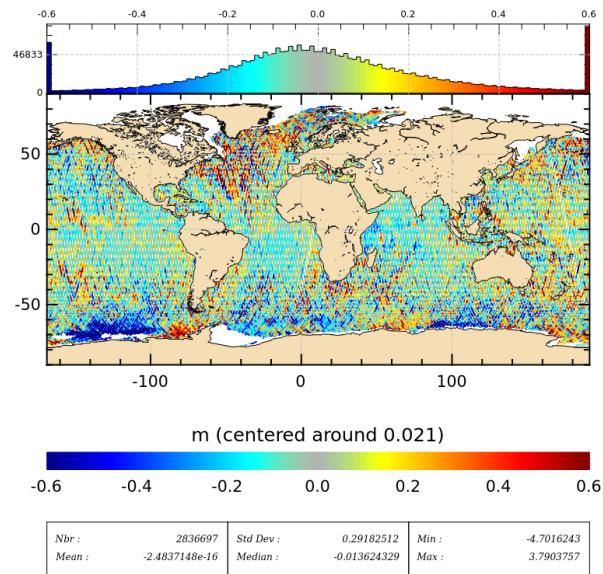 -0.6 -0.4 -0.2 0.0 0.2 0.4 0.6
46833
0
50
0
-50
-100 0 100
m (centered around 0.021)
-0.6 -0.4 -0.2 0.0 0.2 0.4 0.6
Nbr : 2836697 Std Dev : 0.29182512 Min : -4.7016243
Mean : -2.4837148e-16 Median : -0.013624329 Max : 3.7903757